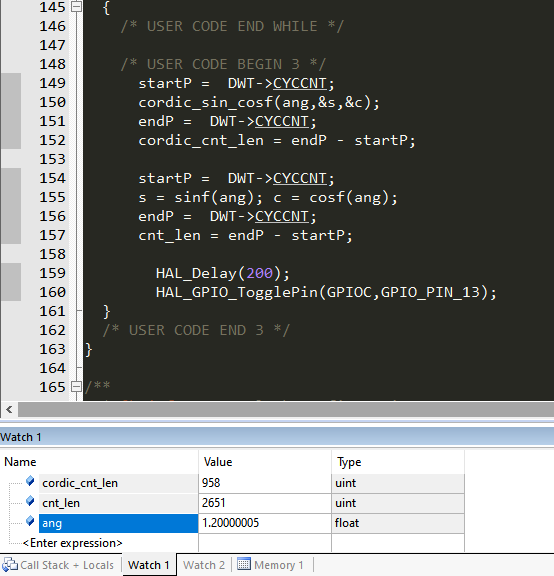 145 {
146 /* USER CODE END WHILE */
147
148 /* USER CODE BEGIN 3 */
149 startP = DWT->CYCCNT;
150 cordic_sin_cosf(ang,&s,&c);
151 endP = DWT->CYCCNT;
152 cordic_cnt_len = endP - startP;
153
154 startP = DWT->CYCCNT;
155 s = sinf(ang); c = cosf(ang);
156 endP = DWT->CYCCNT;
157 cnt_len = endP - startP;
158
159 HAL_Delay(200);
160 HAL_GPIO_TogglePin(GPIOC,GPIO_PIN_13);
161 }
162 /* USER CODE END 3 */
163 }
164
165 /**
Watch 1
Name Value Type
cordic_cnt_len 958 uint
cnt_len 2651 uint
ang 1.20000005 float
<Enter expression>
Call Stack + Locals Watch 1 Watch 2 Memory 1